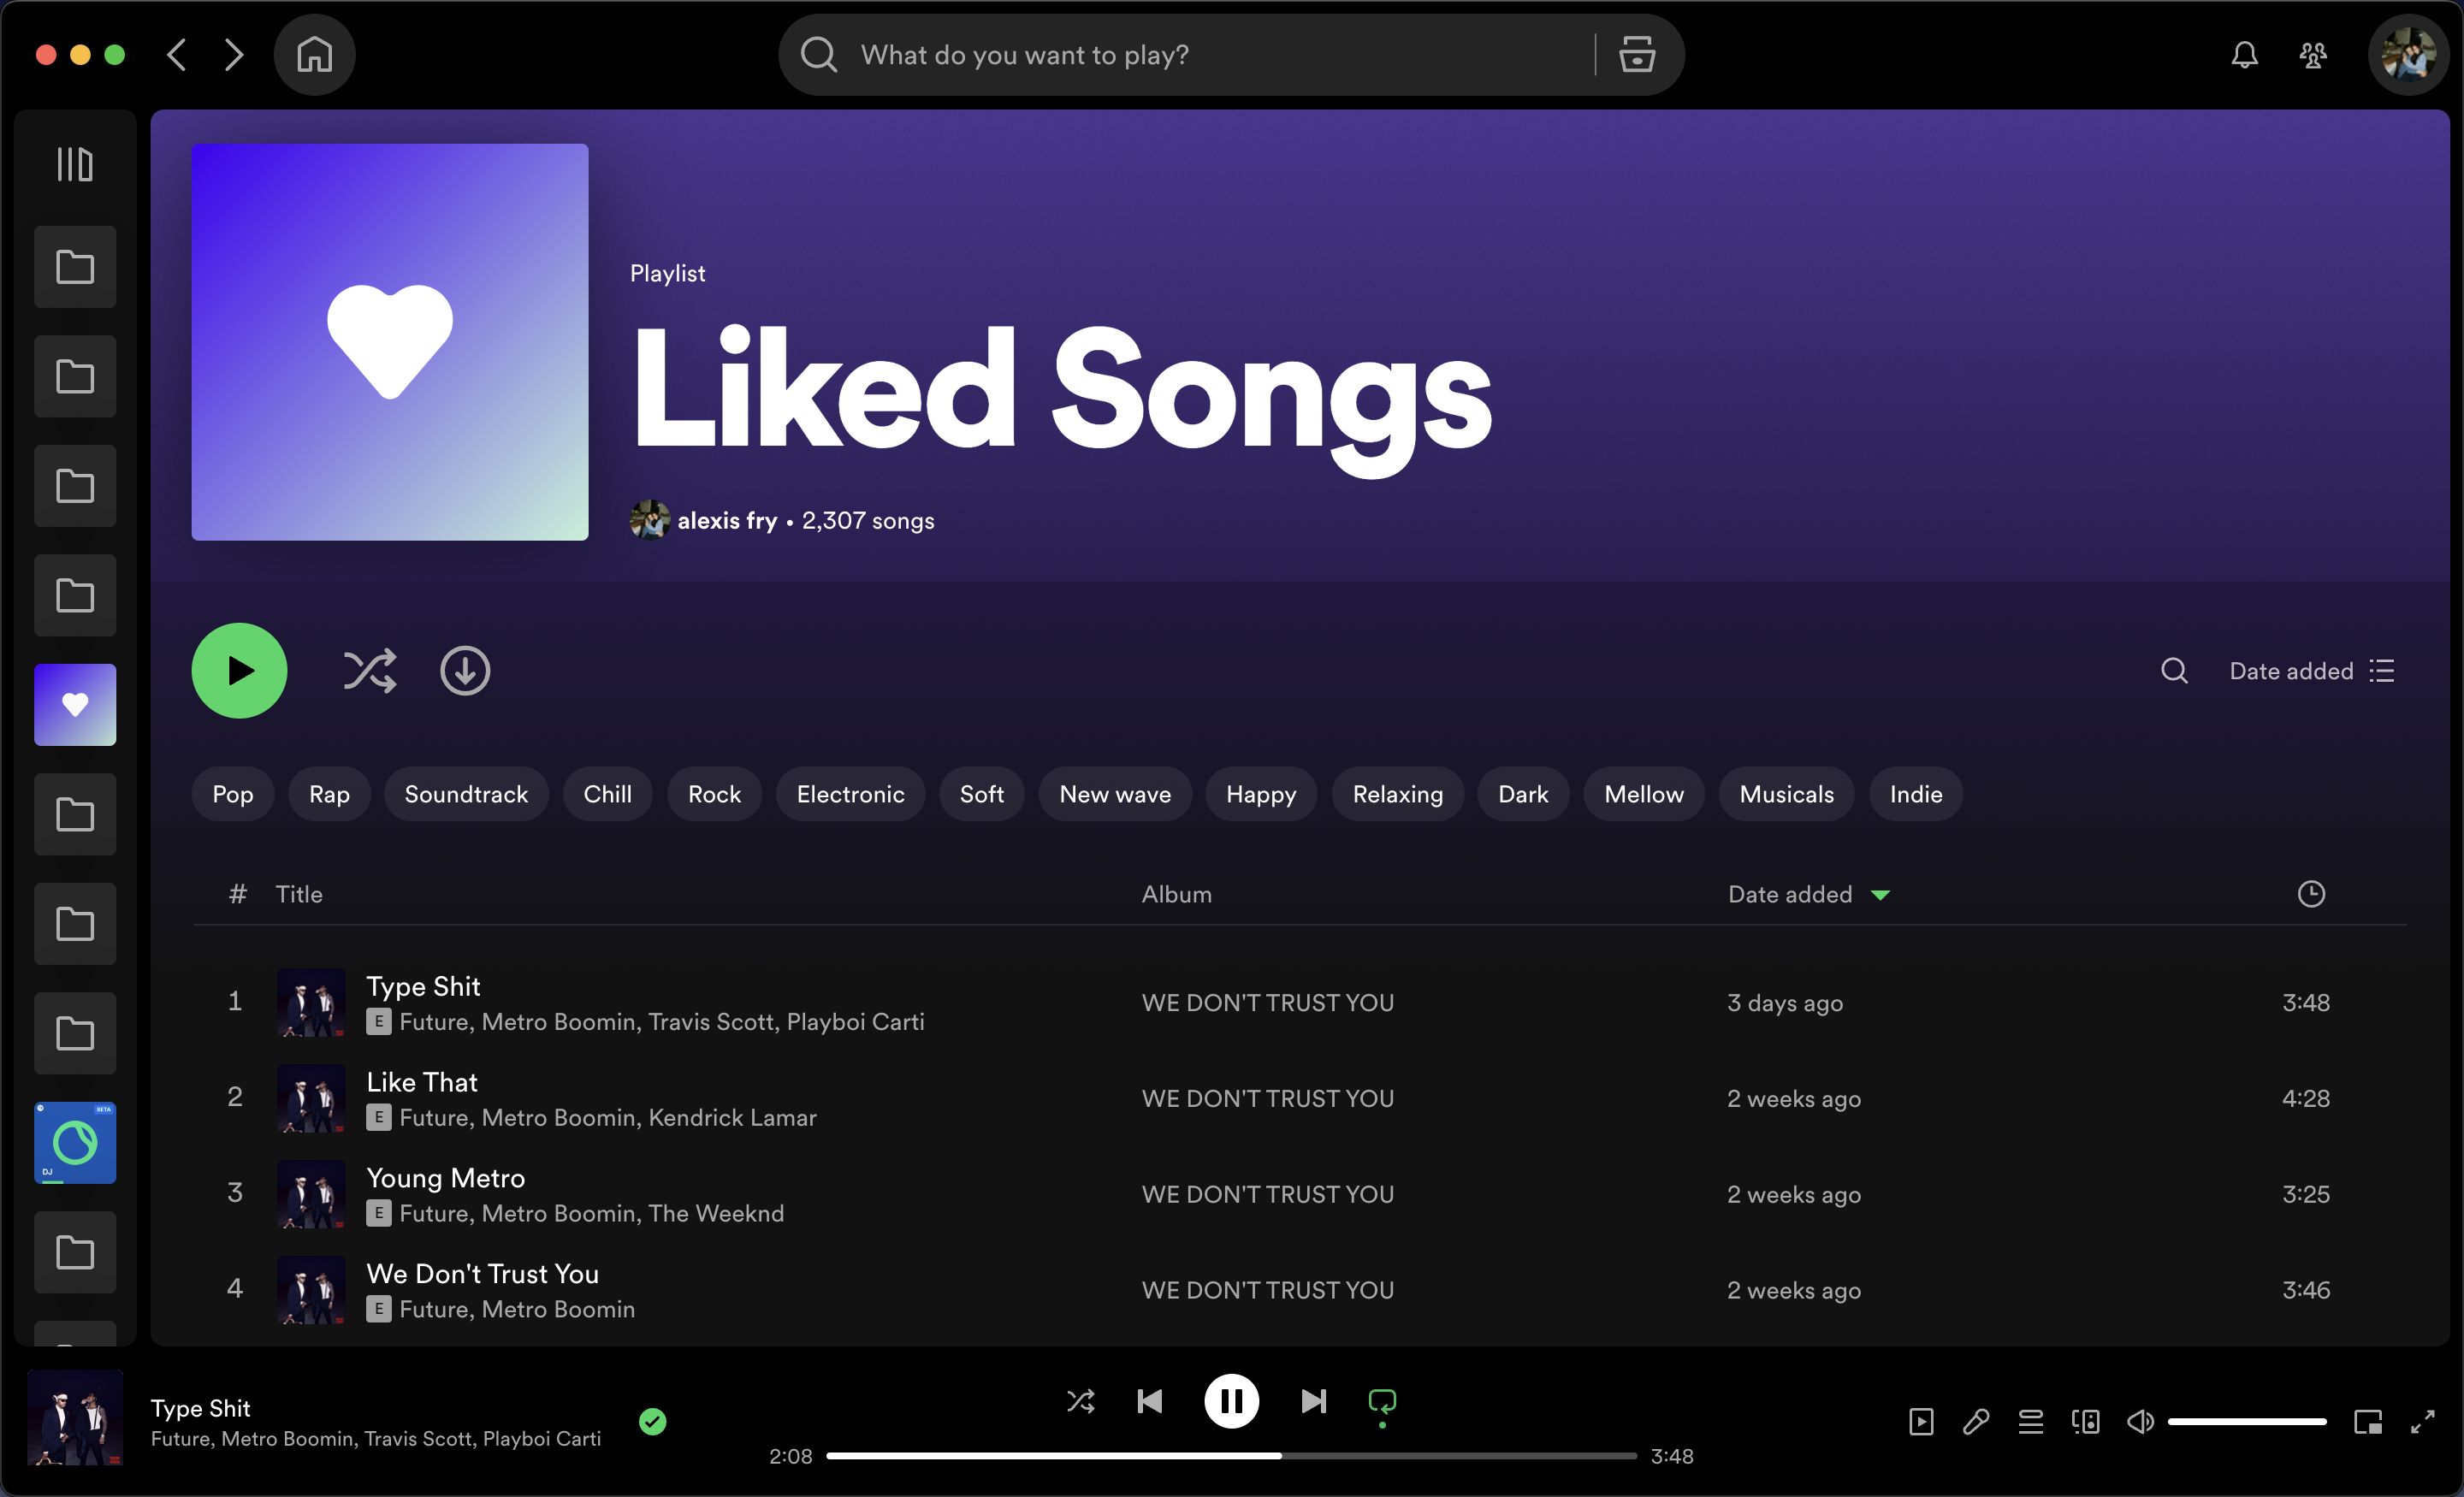 What do you want to play?
Playlist
Liked Songs
alexis fry • 2,307 songs
Date added
Pop Rap Soundtrack Chill Rock Electronic Soft New wave Happy Relaxing Dark Mellow Musicals Indie
# Title Album Date added
1 Type Shit WE DON'T TRUST YOU 3 days ago 3:48
E Future, Metro Boomin, Travis Scott, Playboi Carti
2 Like That WE DON'T TRUST YOU 2 weeks ago 4:28
E Future, Metro Boomin, Kendrick Lamar
3 Young Metro WE DON'T TRUST YOU 2 weeks ago 3:25
E Future, Metro Boomin, The Weeknd
4 We Don't Trust You WE DON'T TRUST YOU 2 weeks ago 3:46
E Future, Metro Boomin
BETA
DJ
Type Shit
Future, Metro Boomin, Travis Scott, Playboi Carti
2:08 3:48